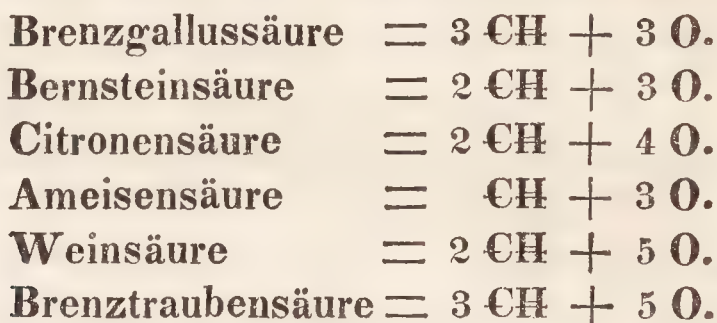 Brenzgallussäure = 3 C̶H̶ + 3 O.
Bernsteinsäure = 2 C̶H̶ + 3 O.
Citronensäure = 2 C̶H̶ + 4 O.
Ameisensäure = C̶H̶ + 3 O.
Weinsäure = 2 C̶H̶ + 5 O.
Brenztraubensäure = 3 C̶H̶ + 5 O.